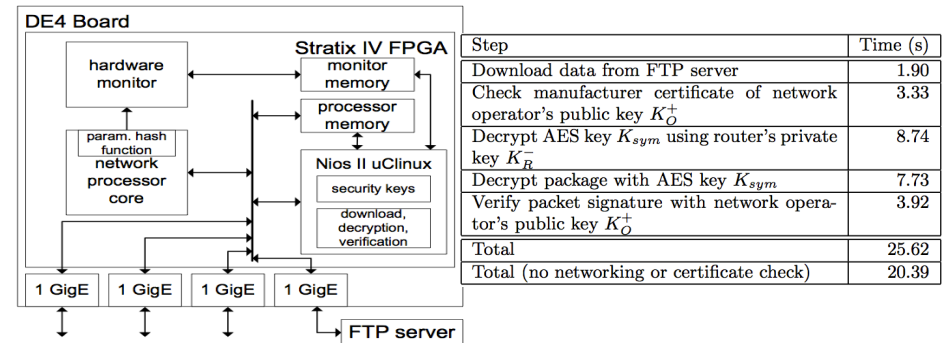 DE4 Board
Stratix IV FPGA
hardware
monitor
monitor
memory
processor
memory
param. hash
function
network
processor
core
Nios II uClinux
security keys
download,
decryption,
verification
1 GigE
1 GigE
1 GigE
1 GigE
FTP server
Step Time (s)
Download data from FTP server 1.90
Check manufacturer certificate of network 3.33
operator's public key K_O^+
Decrypt AES key K_sym using router's private 8.74
key K_R^-
Decrypt package with AES key K_sym 7.73
Verify packet signature with network opera- 3.92
tor's public key K_O^+
Total 25.62
Total (no networking or certificate check) 20.39